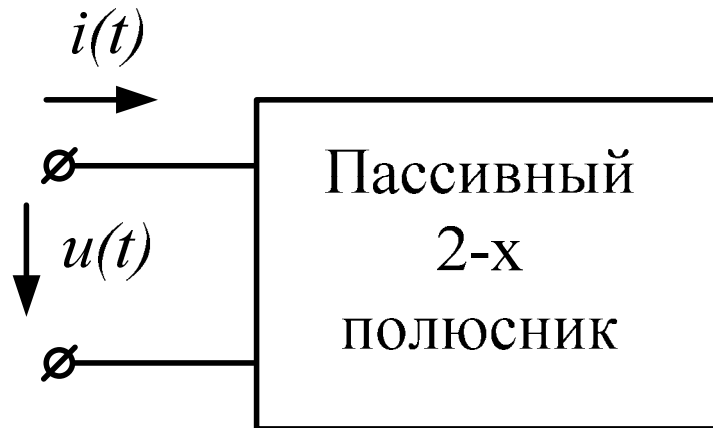 i(t)
u(t)
Пассивный
2-х
полюсник